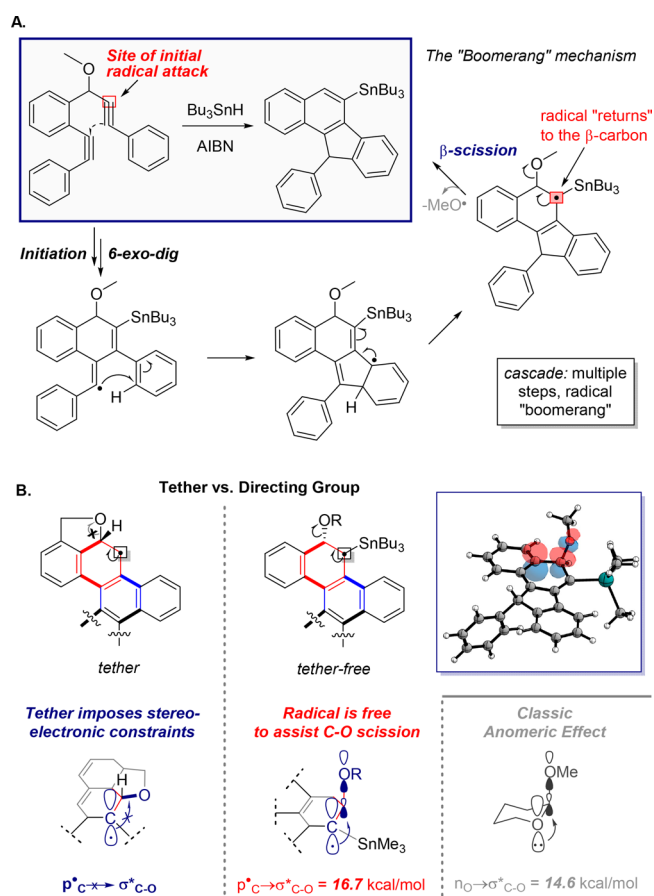 A.
Site of initial
radical attack
O
Bu3SnH
AIBN
SnBu3
The "Boomerang" mechanism
radical "returns"
to the β-carbon
β-scission
-MeO•
O
SnBu3
Initiation
6-exo-dig
O
SnBu3
H
O
SnBu3
H
cascade: multiple
steps, radical
"boomerang"
B.
Tether vs. Directing Group
O
H
x
tether
OR
SnBu3
tether-free
Tether imposes stereo-
electronic constraints
Radical is free
to assist C-O scission
Classic
Anomeric Effect
H
O
C
OR
C
SnMe3
OMe
O
p•C → σ*C-O
p•C→σ*C-O = 16.7 kcal/mol
nO→σ*C-O = 14.6 kcal/mol